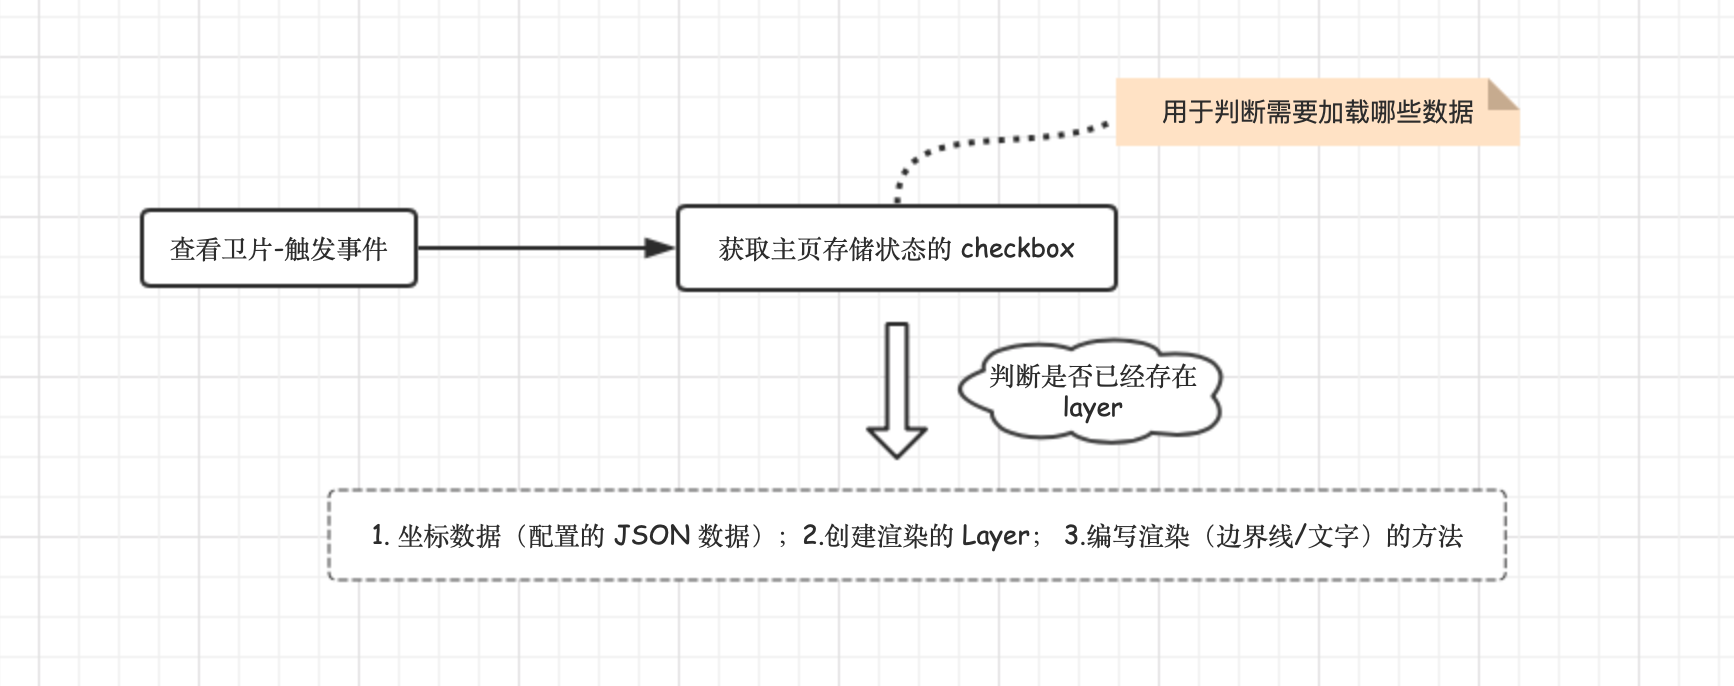 用于判断需要加载哪些数据
查看卫片-触发事件
获取主页存储状态的 checkbox
判断是否已经存在
layer
1. 坐标数据（配置的 JSON 数据）；2.创建渲染的 Layer； 3.编写渲染（边界线/文字）的方法